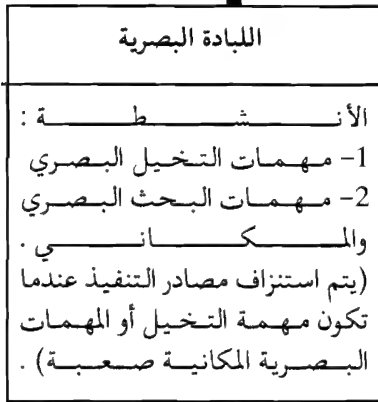 اللبادة البصرية
الأنشطة :
1- مهمات التخيل البصري
2- مهمات البحث البصري
والمكاني .
(يتم استنزاف مصادر التنفيذ عندما
تكون مهمة التخيل أو المهمات
البصرية المكانية صعبة) .